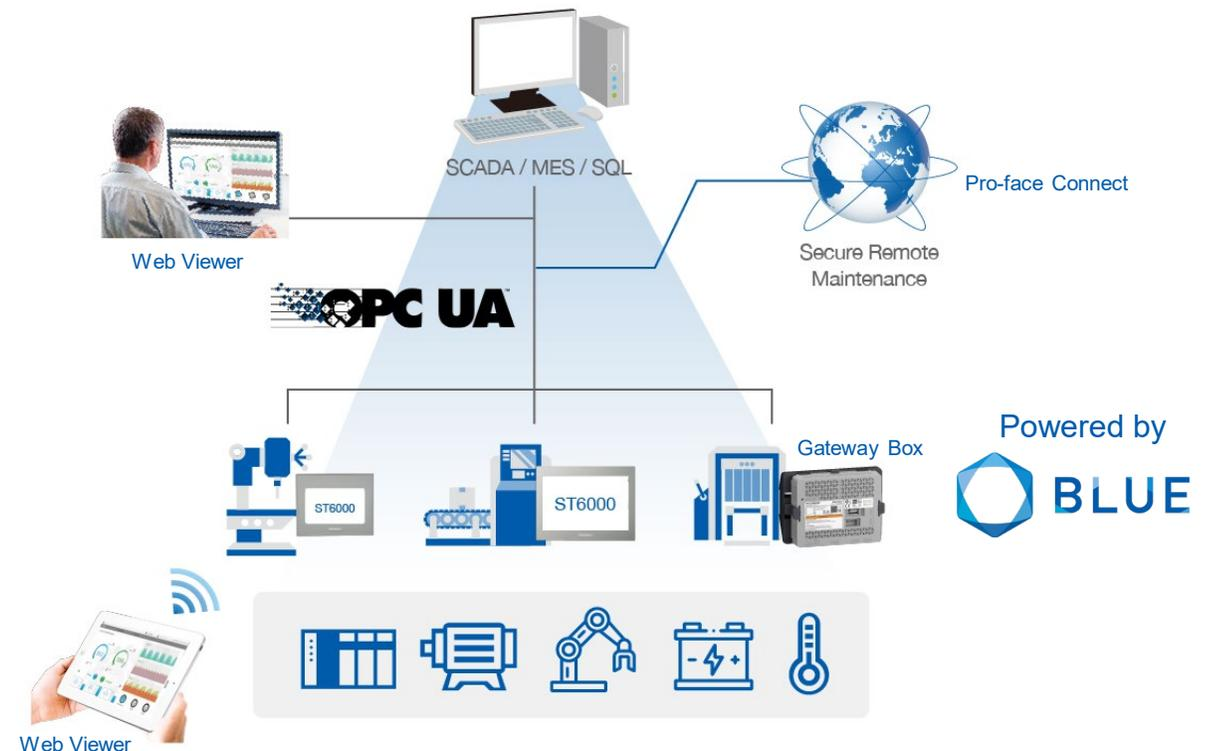 SCADA / MES / SQL
Pro-face Connect
Secure Remote
Maintenance
Web Viewer
OPC UA™
Powered by
BLUE
Gateway Box
ST6000
ST6000
Web Viewer